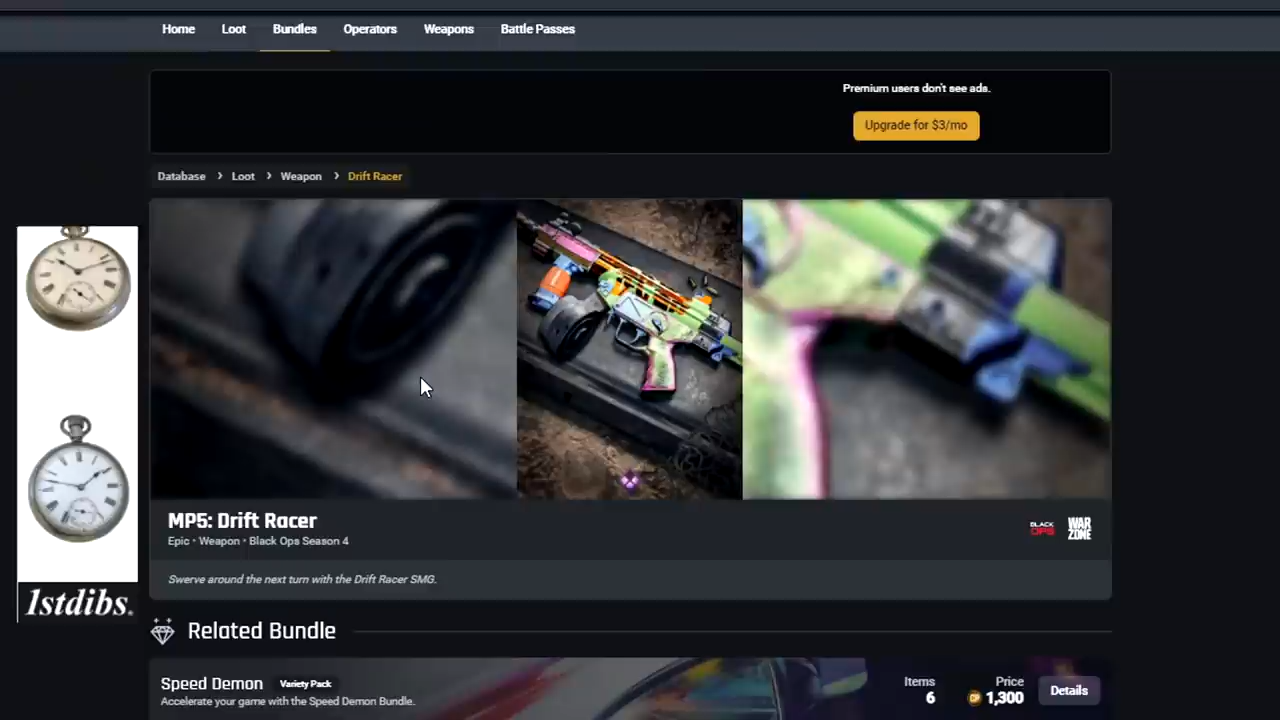 Home Loot Bundles Operators Weapons Battle Passes
Premium users don't see ads.
Upgrade for $3/mo
Database > Loot > Weapon > Drift Racer
MP5: Drift Racer
Epic • Weapon • Black Ops Season 4
BLACK OPS
WAR ZONE
Swerve around the next turn with the Drift Racer SMG.
1stdibs.
Related Bundle
Speed Demon Variety Pack
Accelerate your game with the Speed Demon Bundle.
Items
6
Price
CP 1,300
Details